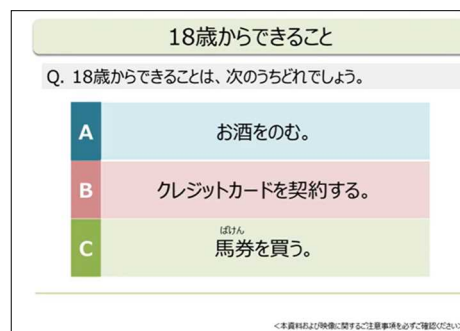 18歳からできること
Q. 18歳からできることは、次のうちどれでしょう。
A お酒をのむ。
B クレジットカードを契約する。
ばけん
C 馬券を買う。
<本資料および映像に関するご注意事項を必ずご確認ください>